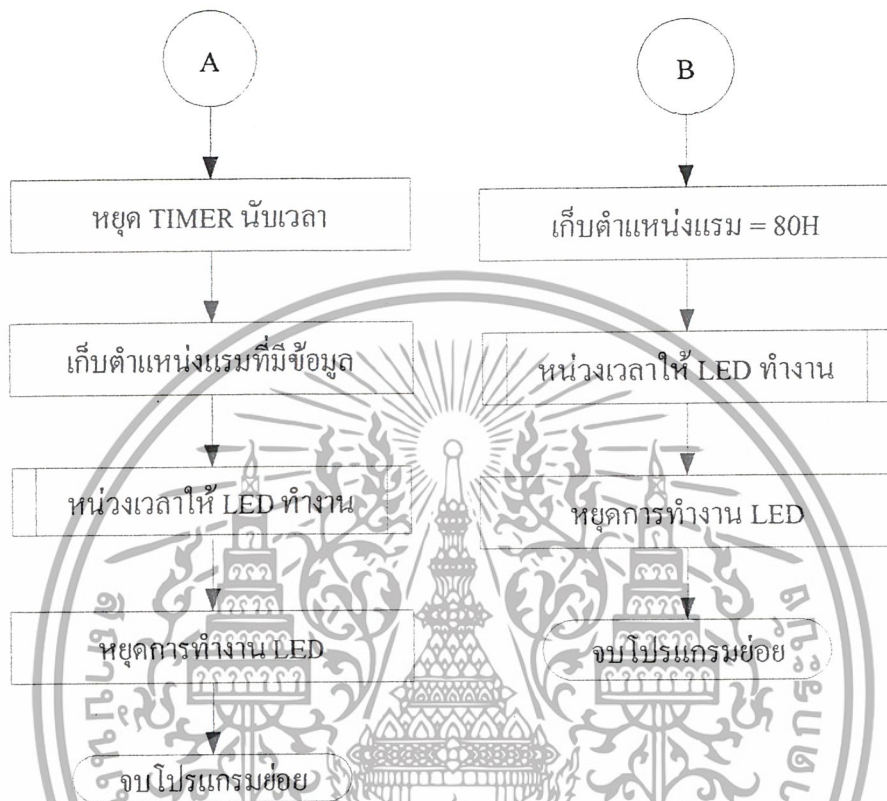 A
หยุด TIMER นับเวลา
เก็บตำแหน่งแรมที่มีข้อมูล
หน่วงเวลาให้ LED ทำงาน
หยุดการทำงาน LED
จบโปรแกรมย่อย
B
เก็บตำแหน่งแรม = 80H
หน่วงเวลาให้ LED ทำงาน
หยุดการทำงาน LED
จบโปรแกรมย่อย